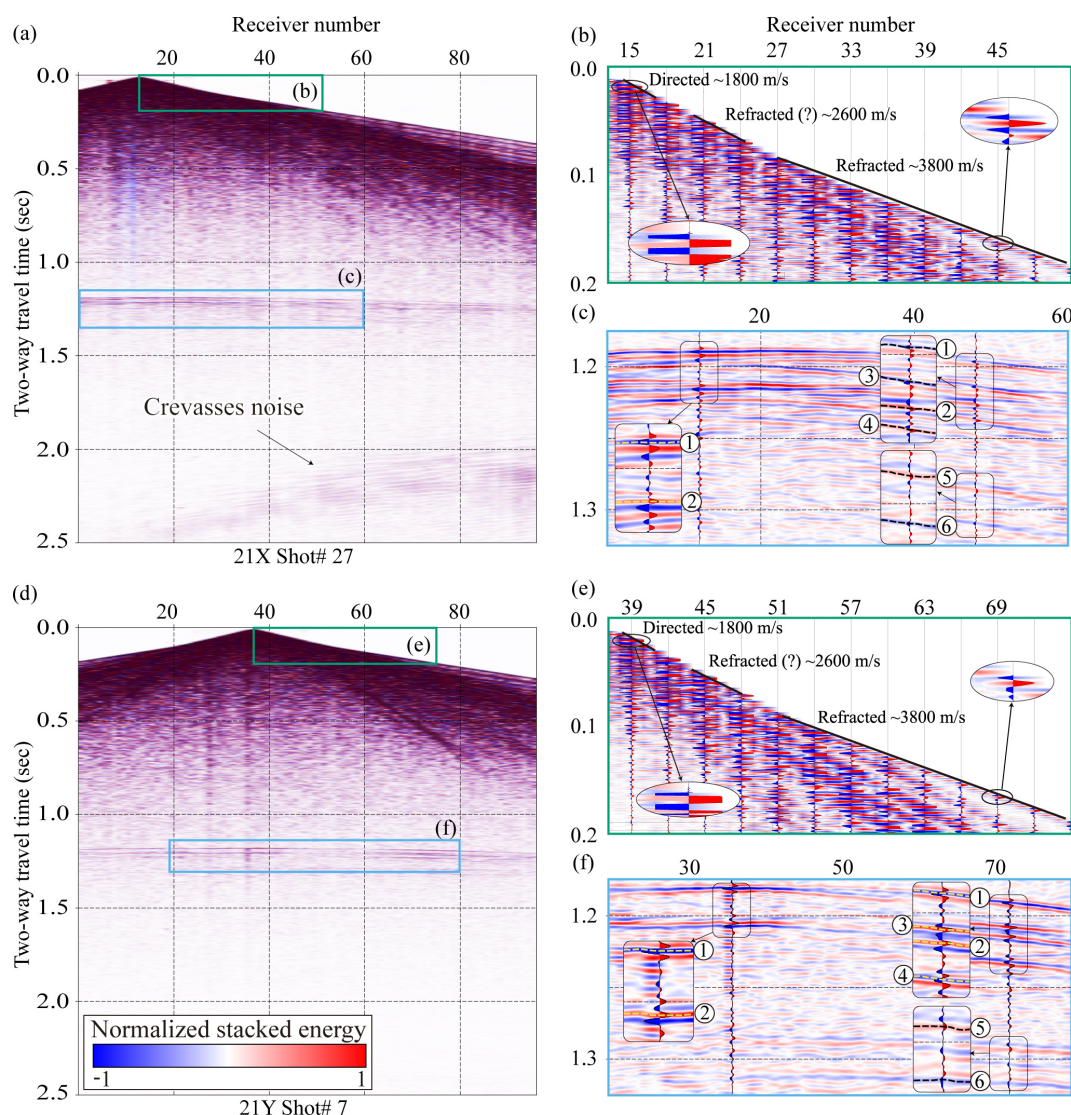 (a)
Receiver number
20 40 60 80
0.0
0.5
1.0
1.5
2.0
2.5
Two-way travel time (sec)
(b)
(c)
Crevasses noise
21X Shot# 27
(b)
Receiver number
15 21 27 33 39 45
0.0
0.1
0.2
Directed ~1800 m/s
Refracted (?) ~2600 m/s
Refracted ~3800 m/s
(c)
20 40 60
1.2
1.3
1
2
1
3
2
4
5
6
(d)
20 40 60 80
0.0
0.5
1.0
1.5
2.0
2.5
Two-way travel time (sec)
(e)
(f)
Normalized stacked energy
-1 1
21Y Shot# 7
(e)
39 45 51 57 63 69
0.0
0.1
0.2
Directed ~1800 m/s
Refracted (?) ~2600 m/s
Refracted ~3800 m/s
(f)
30 50 70
1.2
1.3
1
2
1
3
2
4
5
6